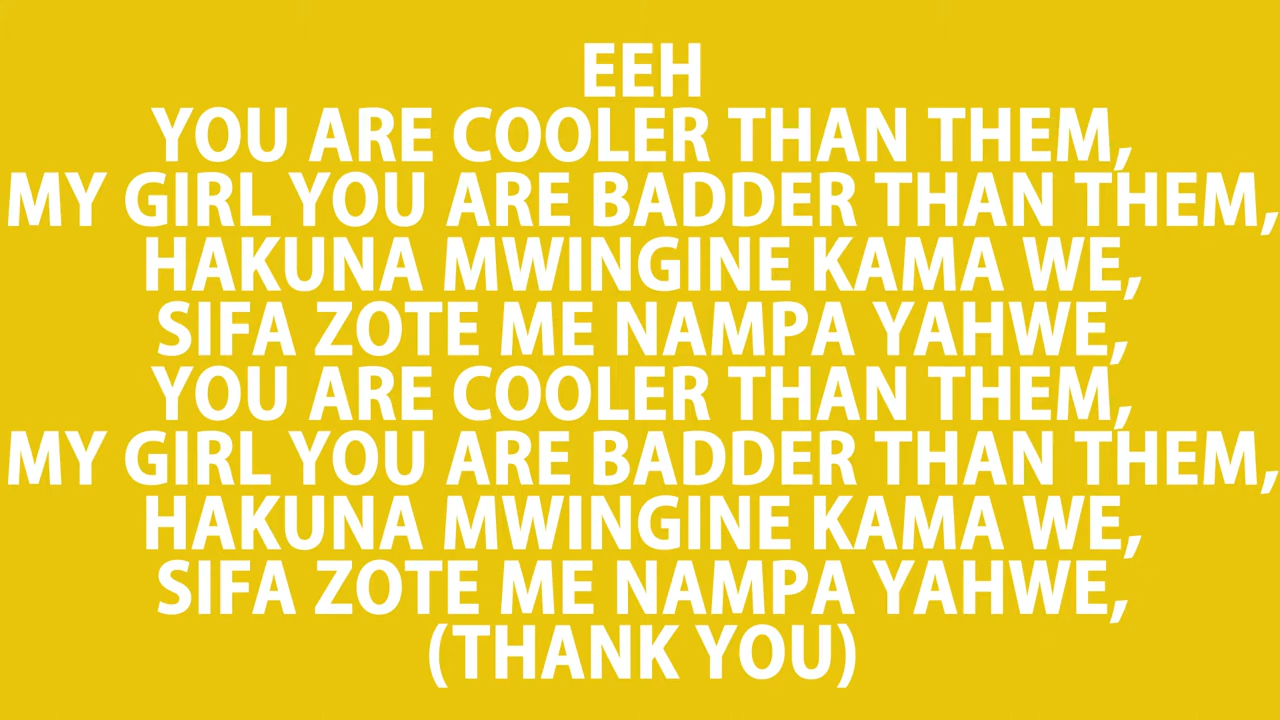 EEH
YOU ARE COOLER THAN THEM,
MY GIRL YOU ARE BADDER THAN THEM,
HAKUNA MWINGINE KAMA WE,
SIFA ZOTE ME NAMPA YAHWE,
YOU ARE COOLER THAN THEM,
MY GIRL YOU ARE BADDER THAN THEM,
HAKUNA MWINGINE KAMA WE,
SIFA ZOTE ME NAMPA YAHWE,
(THANK YOU)